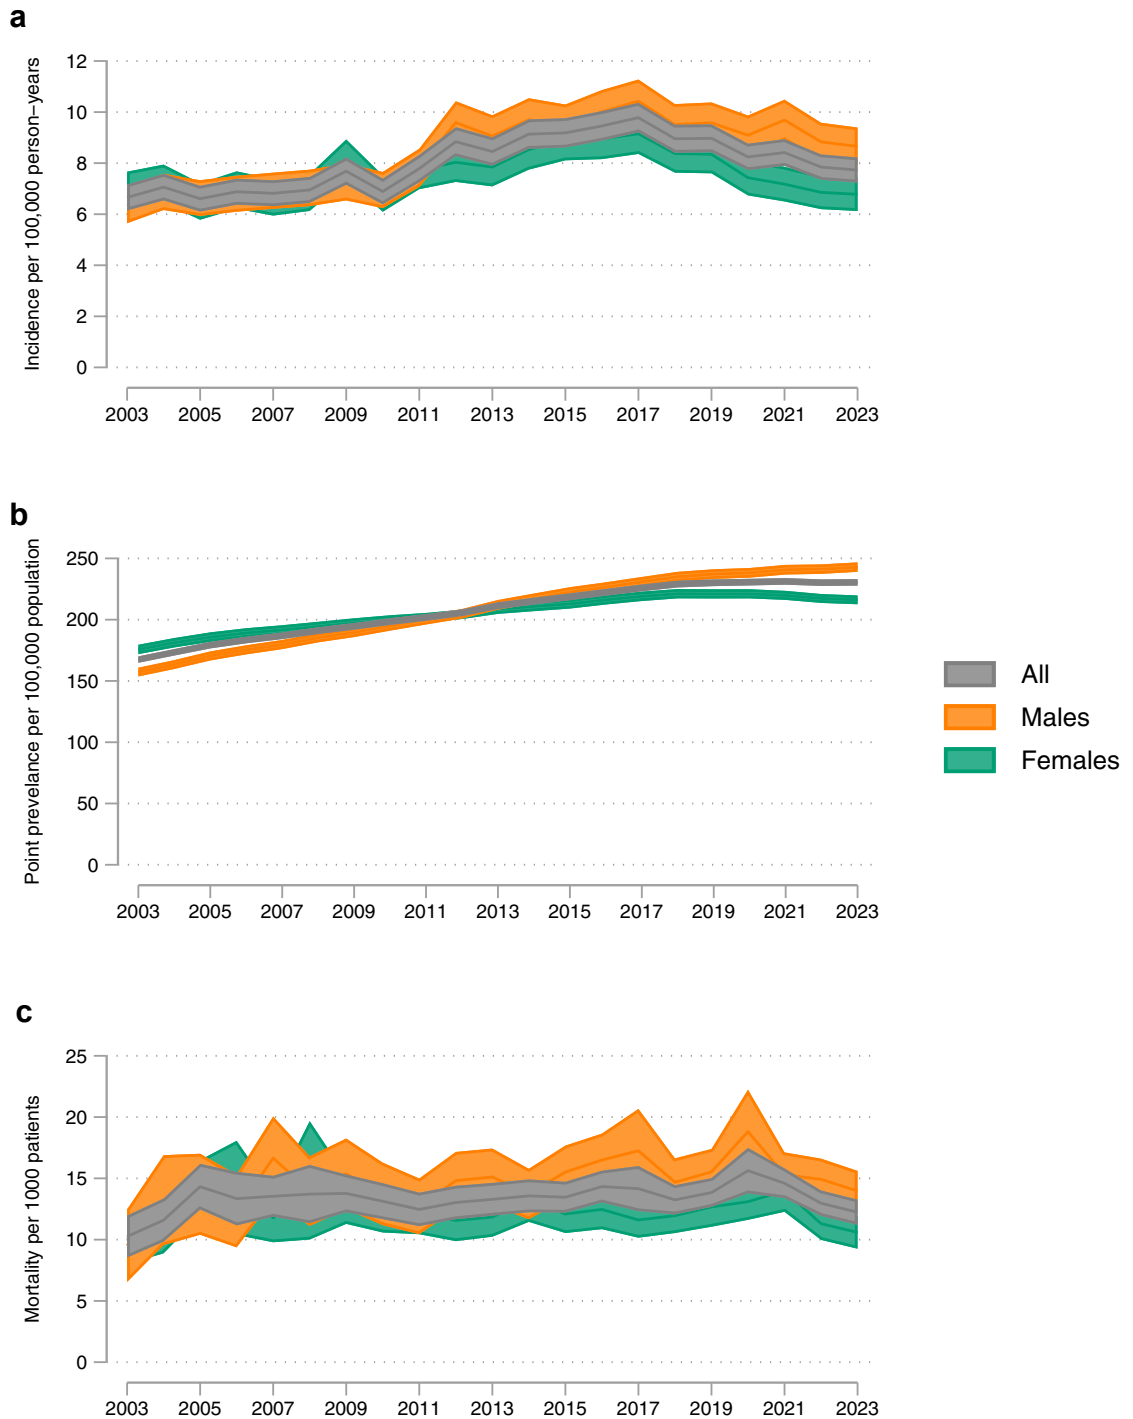 a
Incidence per 100,000 person–years
12
10
8
6
4
2
0
2003 2005 2007 2009 2011 2013 2015 2017 2019 2021 2023
b
Point prevelance per 100,000 population
250
200
150
100
50
0
2003 2005 2007 2009 2011 2013 2015 2017 2019 2021 2023
All
Males
Females
c
Mortality per 1000 patients
25
20
15
10
5
0
2003 2005 2007 2009 2011 2013 2015 2017 2019 2021 2023